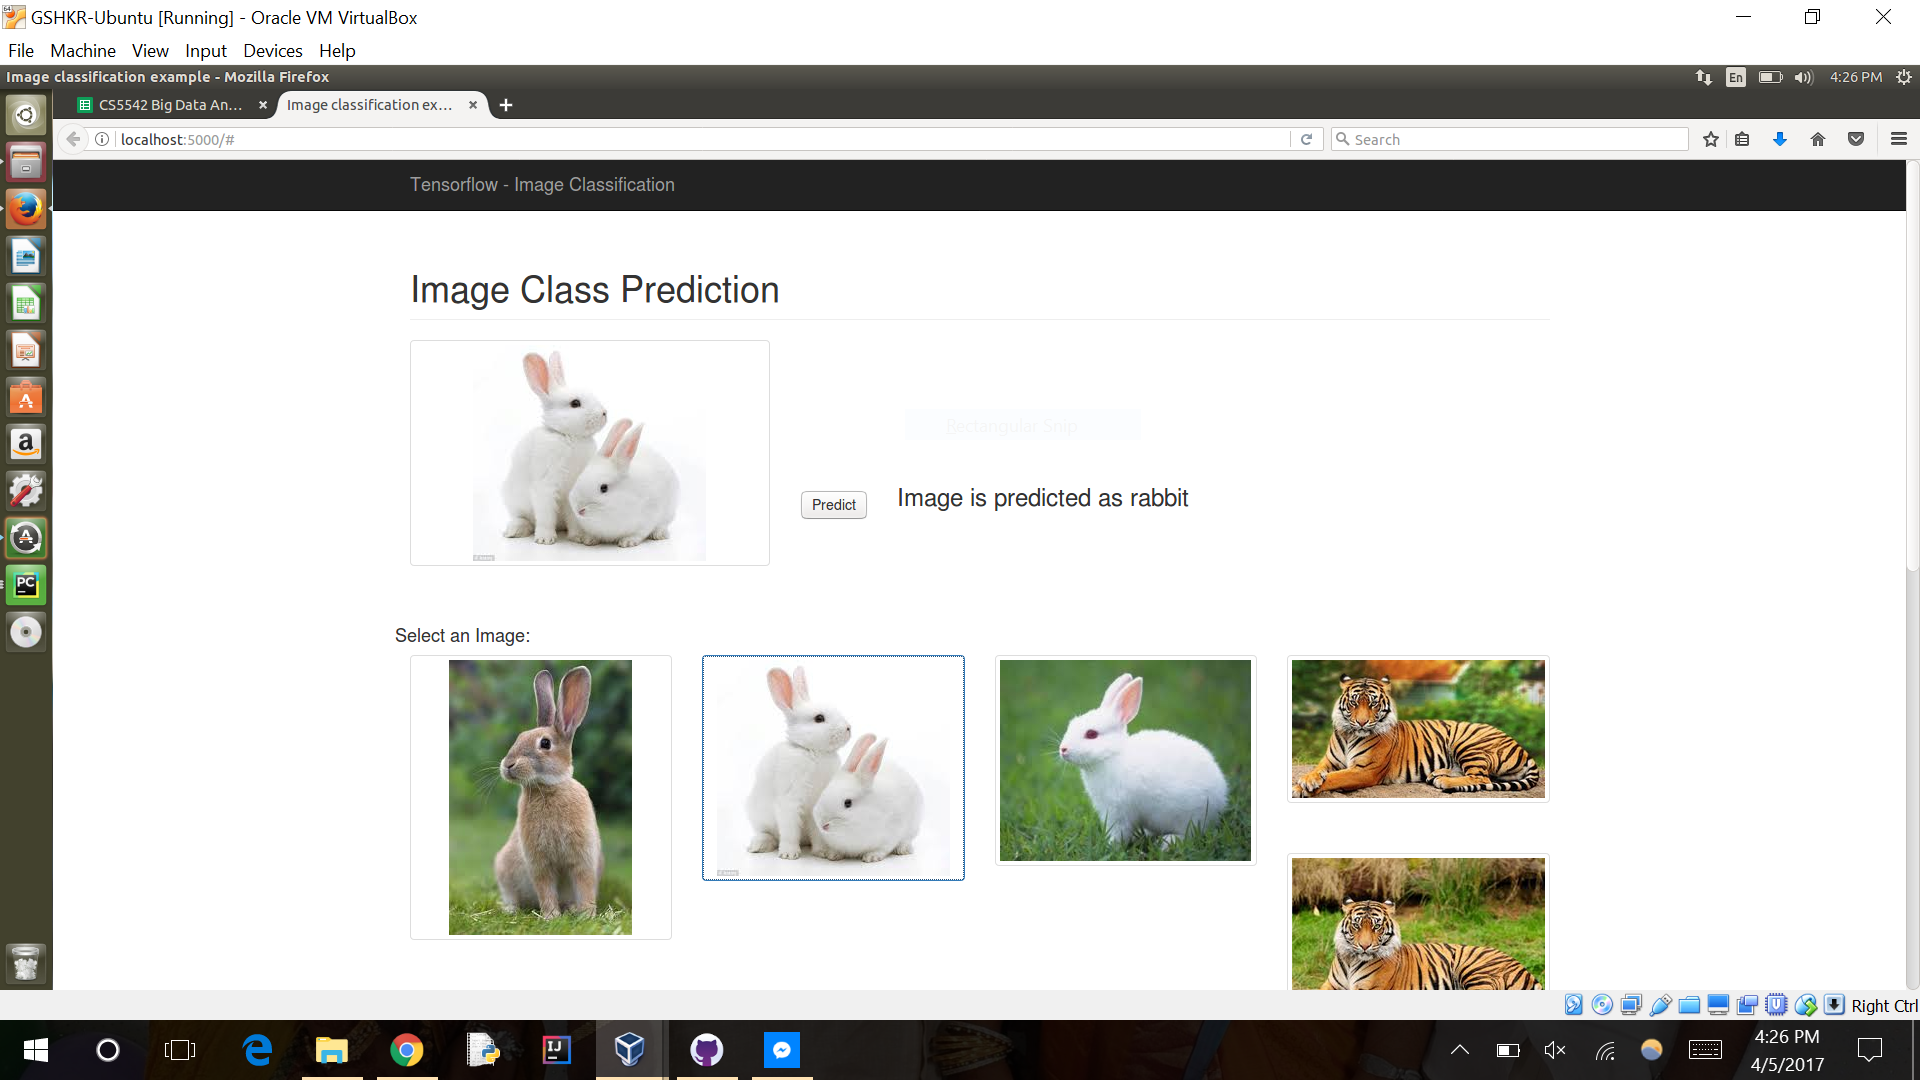 GSHKR-Ubuntu [Running] - Oracle VM VirtualBox
File Machine View Input Devices Help
Image classification example - Mozilla Firefox
En
4:26 PM
CS5542 Big Data An...
Image classification ex...
localhost:5000/#
Search
Tensorflow - Image Classification
Image Class Prediction
Rectangular Snip
Predict
Image is predicted as rabbit
Select an Image:
PC
Right Ctrl
IJ
4:26 PM
4/5/2017